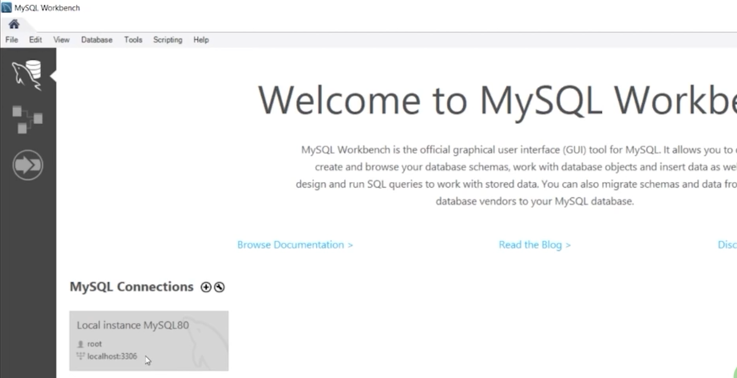 MySQL Workbench
File Edit View Database Tools Scripting Help
Welcome to MySQL Workbe
MySQL Workbench is the official graphical user interface (GUI) tool for MySQL. It allows you to
create and browse your database schemas, work with database objects and insert data as we
design and run SQL queries to work with stored data. You can also migrate schemas and data fro
database vendors to your MySQL database.
Browse Documentation > Read the Blog > Disc
MySQL Connections
Local instance MySQL80
root
localhost:3306